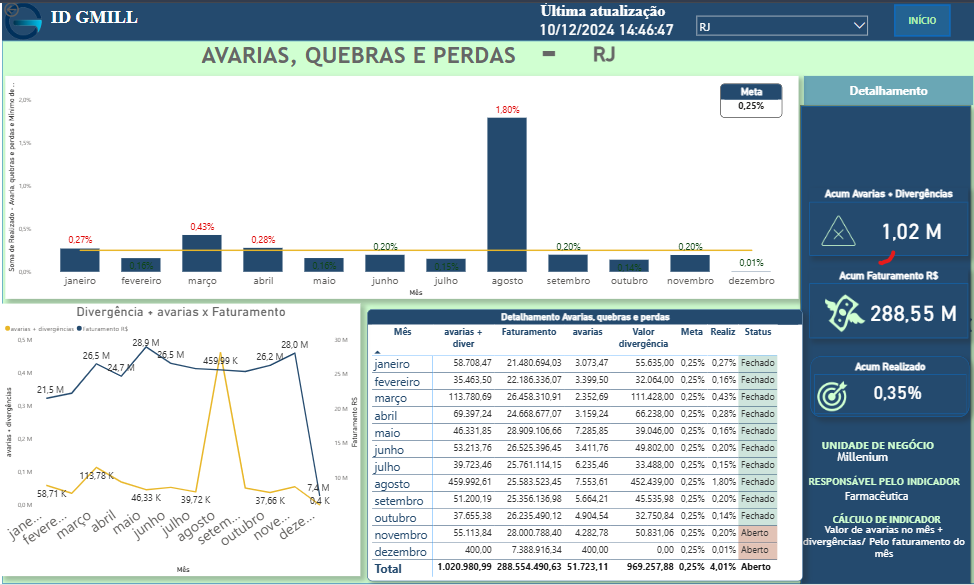 ID GMILL
Última atualização
10/12/2024 14:46:47
RJ
INÍCIO
AVARIAS, QUEBRAS E PERDAS - RJ
Soma de Realizado - Avaria, quebras e perdas e Mínimo de ...
2,0%
1,5%
1,0%
0,5%
0,0%
Meta
0,25%
0,27%
0,16%
0,43%
0,28%
0,16%
0,20%
0,15%
1,80%
0,20%
0,14%
0,20%
0,01%
janeiro fevereiro março abril maio junho julho agosto setembro outubro novembro dezembro
Mês
Divergência + avarias x Faturamento
avarias + divergências Faturamento R$
avarias + divergências
0,5 M
0,4 M
0,3 M
0,2 M
0,1 M
0,0 M
21,5 M
26,5 M
24,7 M
28,9 M
26,5 M
459,99 K
26,2 M
28,0 M
7,4 M
58,71 K
113,78 K
46,33 K
39,72 K
37,66 K
0,4 K
30 M
25 M
20 M
15 M
10 M
Faturamento R$
jane... fevere... março abril maio junho julho agosto setem... outubro nove... deze...
Mês
Detalhamento Avarias, quebras e perdas
Mês avarias + diver Faturamento avarias Valor divergência Meta Realiz Status
janeiro 58.708,47 21.480.694,03 3.073,47 55.635,00 0,25% 0,27% Fechado
fevereiro 35.463,50 22.186.336,07 3.399,50 32.064,00 0,25% 0,16% Fechado
março 113.780,69 26.458.310,91 2.352,69 111.428,00 0,25% 0,43% Fechado
abril 69.397,24 24.668.677,07 3.159,24 66.238,00 0,25% 0,28% Fechado
maio 46.331,85 28.909.106,66 7.285,85 39.046,00 0,25% 0,16% Fechado
junho 53.213,76 26.525.396,45 3.411,76 49.802,00 0,25% 0,20% Fechado
julho 39.723,46 25.761.114,15 6.235,46 33.488,00 0,25% 0,15% Fechado
agosto 459.992,61 25.583.523,45 7.553,61 452.439,00 0,25% 1,80% Fechado
setembro 51.200,19 25.356.136,98 5.664,21 45.535,98 0,25% 0,20% Fechado
outubro 37.655,38 26.235.490,12 4.904,54 32.750,84 0,25% 0,14% Fechado
novembro 55.113,84 28.000.788,40 4.282,78 50.831,06 0,25% 0,20% Aberto
dezembro 400,00 7.388.916,34 400,00 0,00 0,25% 0,01% Aberto
Total 1.020.980,99 288.554.490,63 51.723,11 969.257,88 0,25% 4,01% Aberto
Detalhamento
Acum Avarias + Divergências
1,02 M
Acum Faturamento R$
288,55 M
Acum Realizado
0,35%
UNIDADE DE NEGÓCIO
Millenium
RESPONSÁVEL PELO INDICADOR
Farmacêutica
CÁLCULO DE INDICADOR
Valor de avarias no mês +
divergências/ Pelo faturamento do
mês